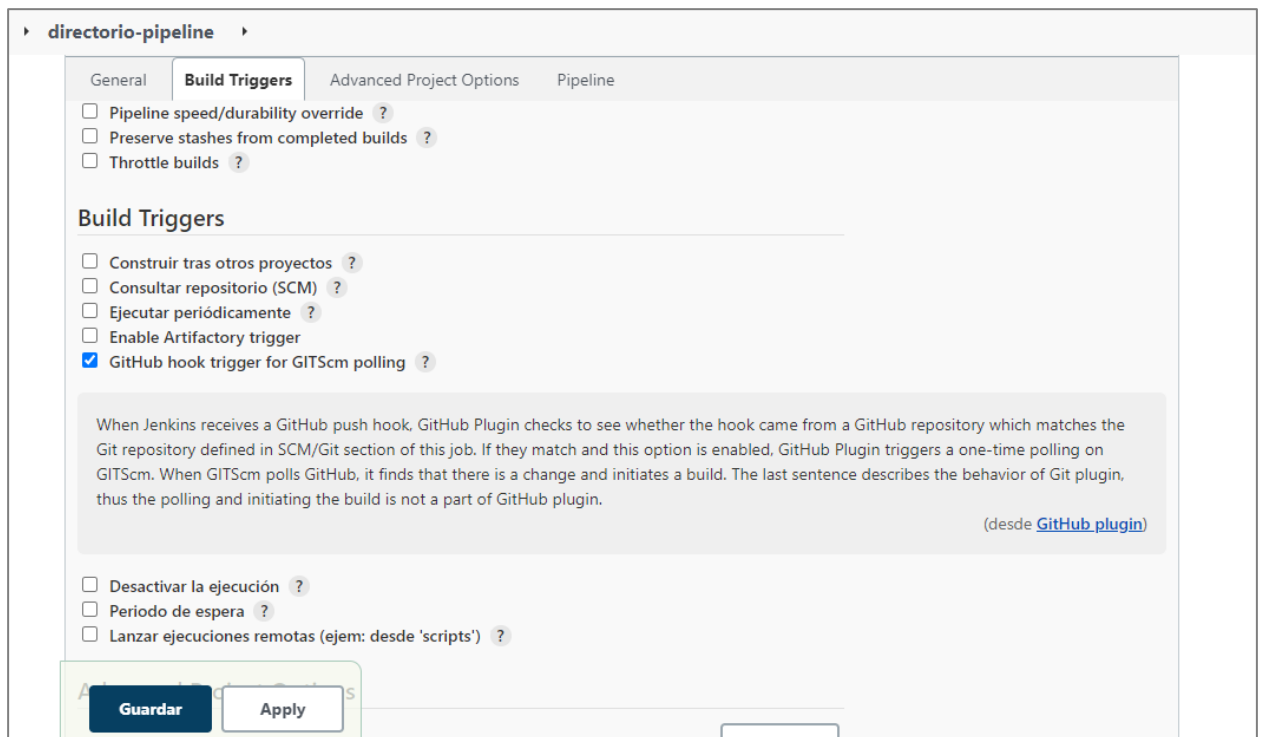 directorio-pipeline
General Build Triggers Advanced Project Options Pipeline
Pipeline speed/durability override ?
Preserve stashes from completed builds ?
Throttle builds ?
Build Triggers
Construir tras otros proyectos ?
Consultar repositorio (SCM) ?
Ejecutar periódicamente ?
Enable Artifactory trigger
GitHub hook trigger for GITScm polling ?
When Jenkins receives a GitHub push hook, GitHub Plugin checks to see whether the hook came from a GitHub repository which matches the
Git repository defined in SCM/Git section of this job. If they match and this option is enabled, GitHub Plugin triggers a one-time polling on
GITScm. When GITScm polls GitHub, it finds that there is a change and initiates a build. The last sentence describes the behavior of Git plugin,
thus the polling and initiating the build is not a part of GitHub plugin.
(desde GitHub plugin)
Desactivar la ejecución ?
Periodo de espera ?
Lanzar ejecuciones remotas (ejem: desde 'scripts') ?
Guardar Apply